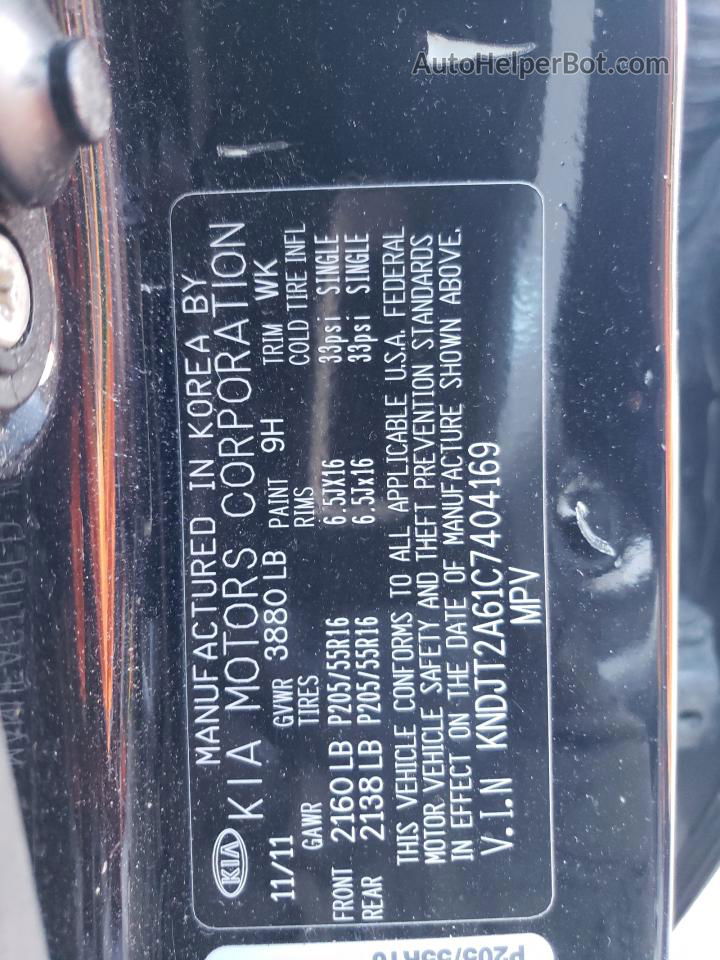 AutoHelperBot.com
MANUFACTURED IN KOREA BY
KIA KIA MOTORS CORPORATION
11/11 GVWR 3880 LB PAINT 9H TRIM WK
GAWR TIRES RIMS COLD TIRE INFL
FRONT 2160 LB P205/55R16 6.5JX16 33psi SINGLE
REAR 2138 LB P205/55R16 6.5Jx16 33psi SINGLE
THIS VEHICLE CONFORMS TO ALL APPLICABLE U.S.A. FEDERAL
MOTOR VEHICLE SAFETY AND THEFT PREVENTION STANDARDS
IN EFFECT ON THE DATE OF MANUFACTURE SHOWN ABOVE.
V.I.N KNDJT2A61C7404169
MPV
P205/55R16